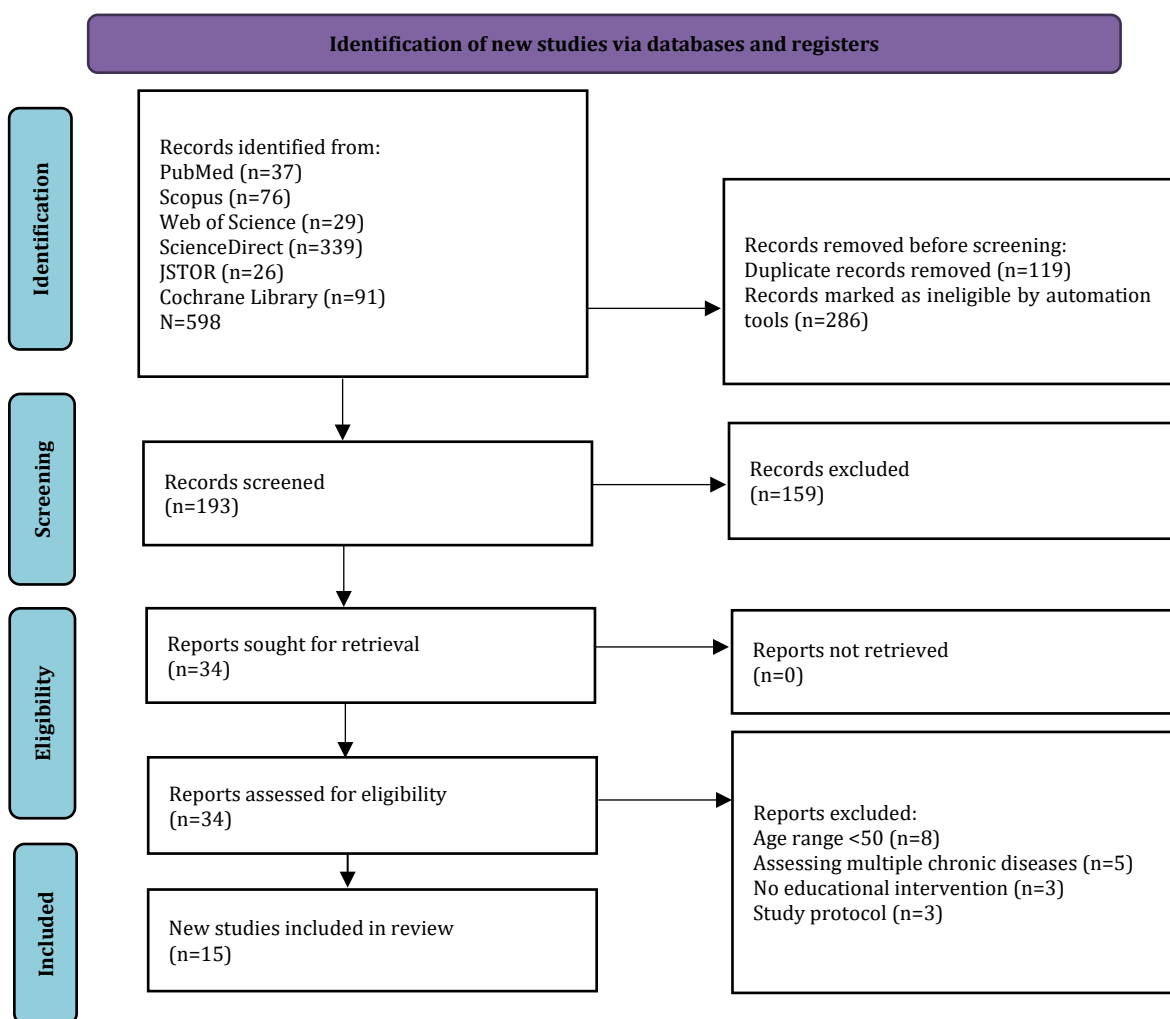 Identification of new studies via databases and registers
Identification
Records identified from:
PubMed (n=37)
Scopus (n=76)
Web of Science (n=29)
ScienceDirect (n=339)
JSTOR (n=26)
Cochrane Library (n=91)
N=598
Records removed before screening:
Duplicate records removed (n=119)
Records marked as ineligible by automation
tools (n=286)
Screening
Records screened
(n=193)
Records excluded
(n=159)
Eligibility
Reports sought for retrieval
(n=34)
Reports not retrieved
(n=0)
Reports assessed for eligibility
(n=34)
Reports excluded:
Age range <50 (n=8)
Assessing multiple chronic diseases (n=5)
No educational intervention (n=3)
Study protocol (n=3)
Included
New studies included in review
(n=15)